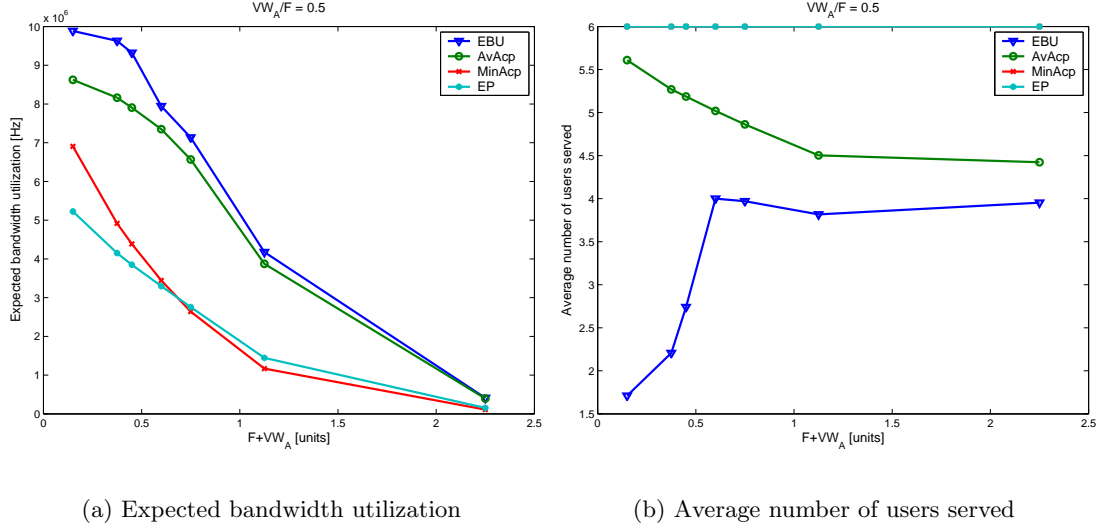 VW_A/F = 0.5
x 10^6
10
9
8
7
6
5
4
3
2
1
0
Expected bandwidth utilization [Hz]
EBU
AvAcp
MinAcp
EP
0 0.5 1 1.5 2 2.5
F+VW_A [units]
(a) Expected bandwidth utilization
VW_A/F = 0.5
6
5.5
5
4.5
4
3.5
3
2.5
2
1.5
Average number of users served
EBU
AvAcp
MinAcp
EP
0 0.5 1 1.5 2 2.5
F+VW_A [units]
(b) Average number of users served